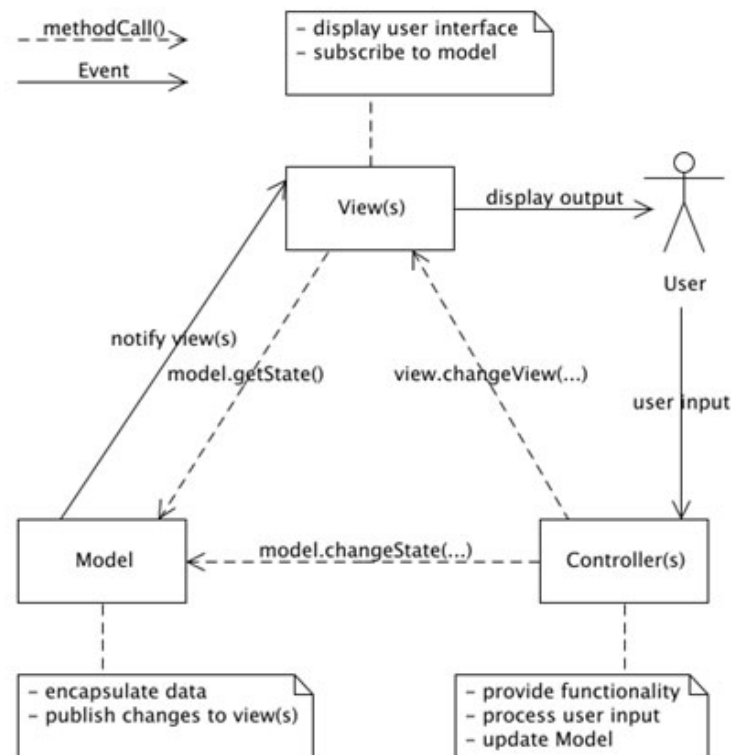 methodCall()
Event
- display user interface
- subscribe to model
View(s)
display output
User
notify view(s)
model.getState()
view.changeView(...)
user input
Model
model.changeState(...)
Controller(s)
- encapsulate data
- publish changes to view(s)
- provide functionality
- process user input
- update Model